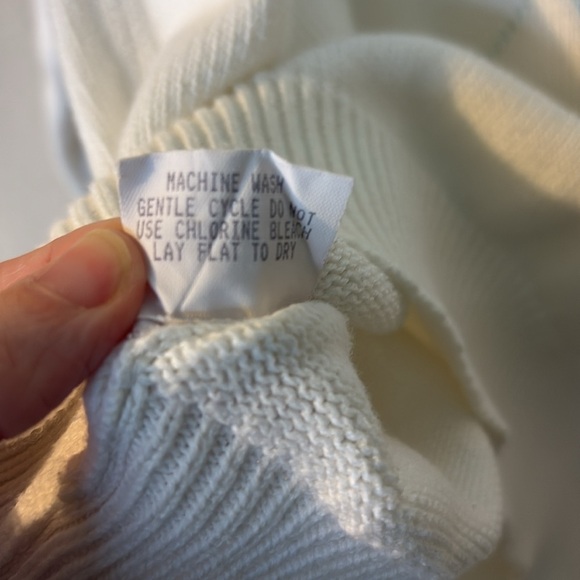 MACHINE WASH
GENTLE CYCLE DO NOT
USE CHLORINE BLEACH
LAY FLAT TO DRY